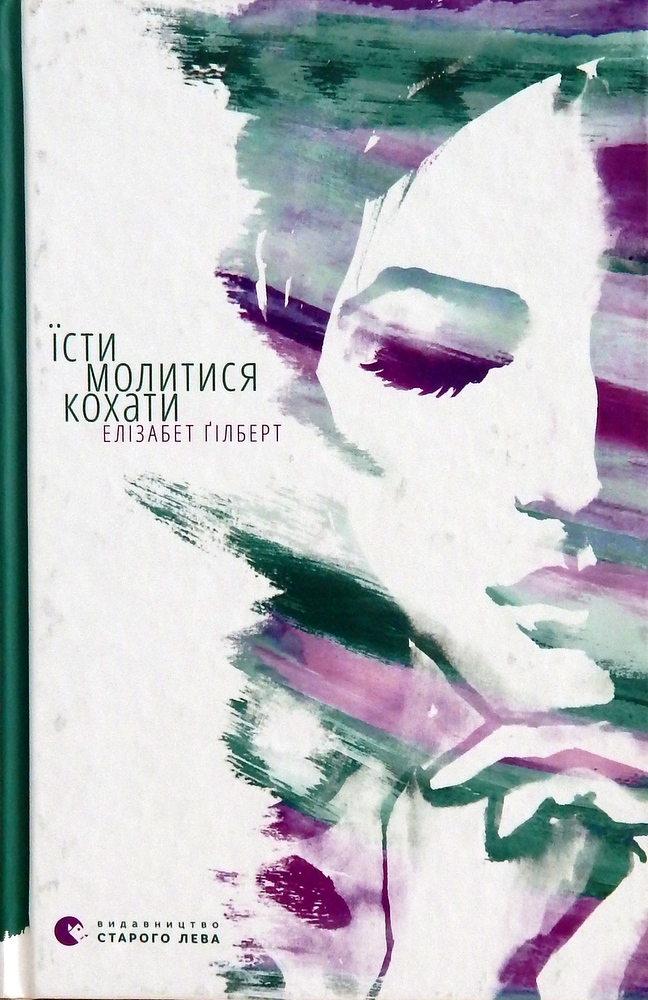 їсти
молитися
кохати
ЕЛІЗАБЕТ ҐІЛБЕРТ
видавництво
СТАРОГО ЛЕВА